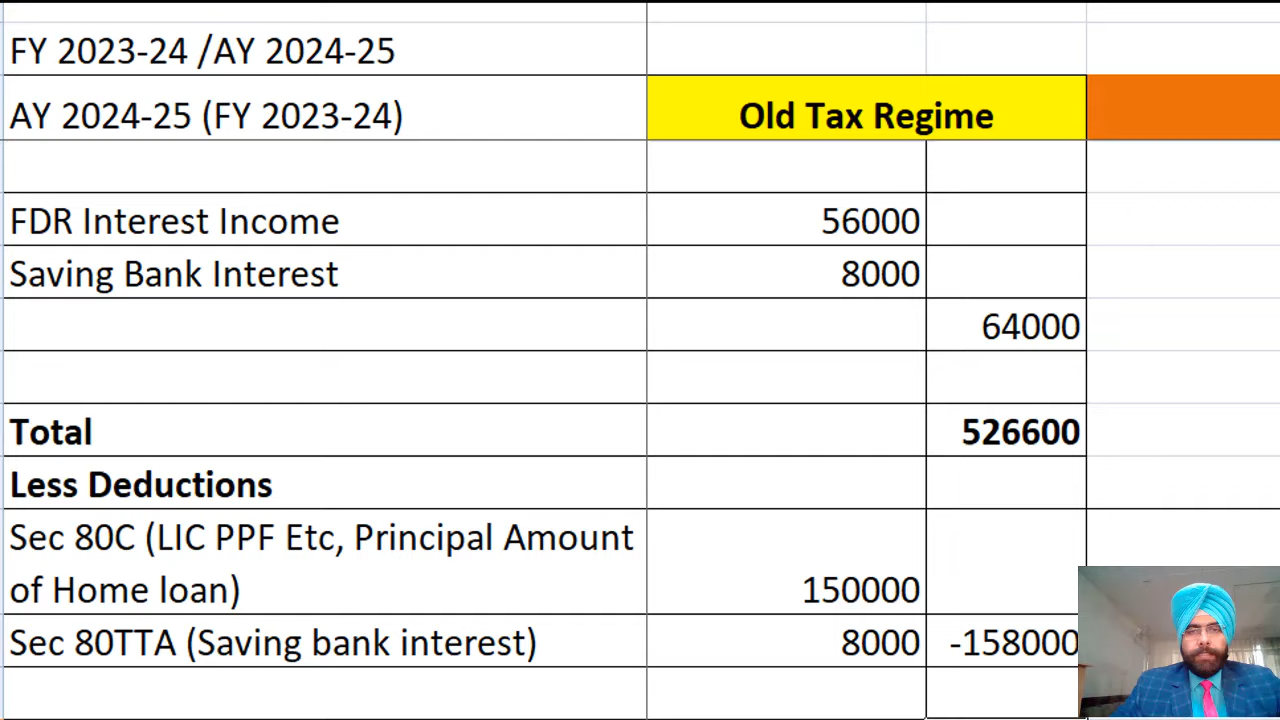 FY 2023-24 /AY 2024-25
AY 2024-25 (FY 2023-24) Old Tax Regime
FDR Interest Income 56000
Saving Bank Interest 8000
64000
Total 526600
Less Deductions
Sec 80C (LIC PPF Etc, Principal Amount
of Home loan) 150000
Sec 80TTA (Saving bank interest) 8000 -158000